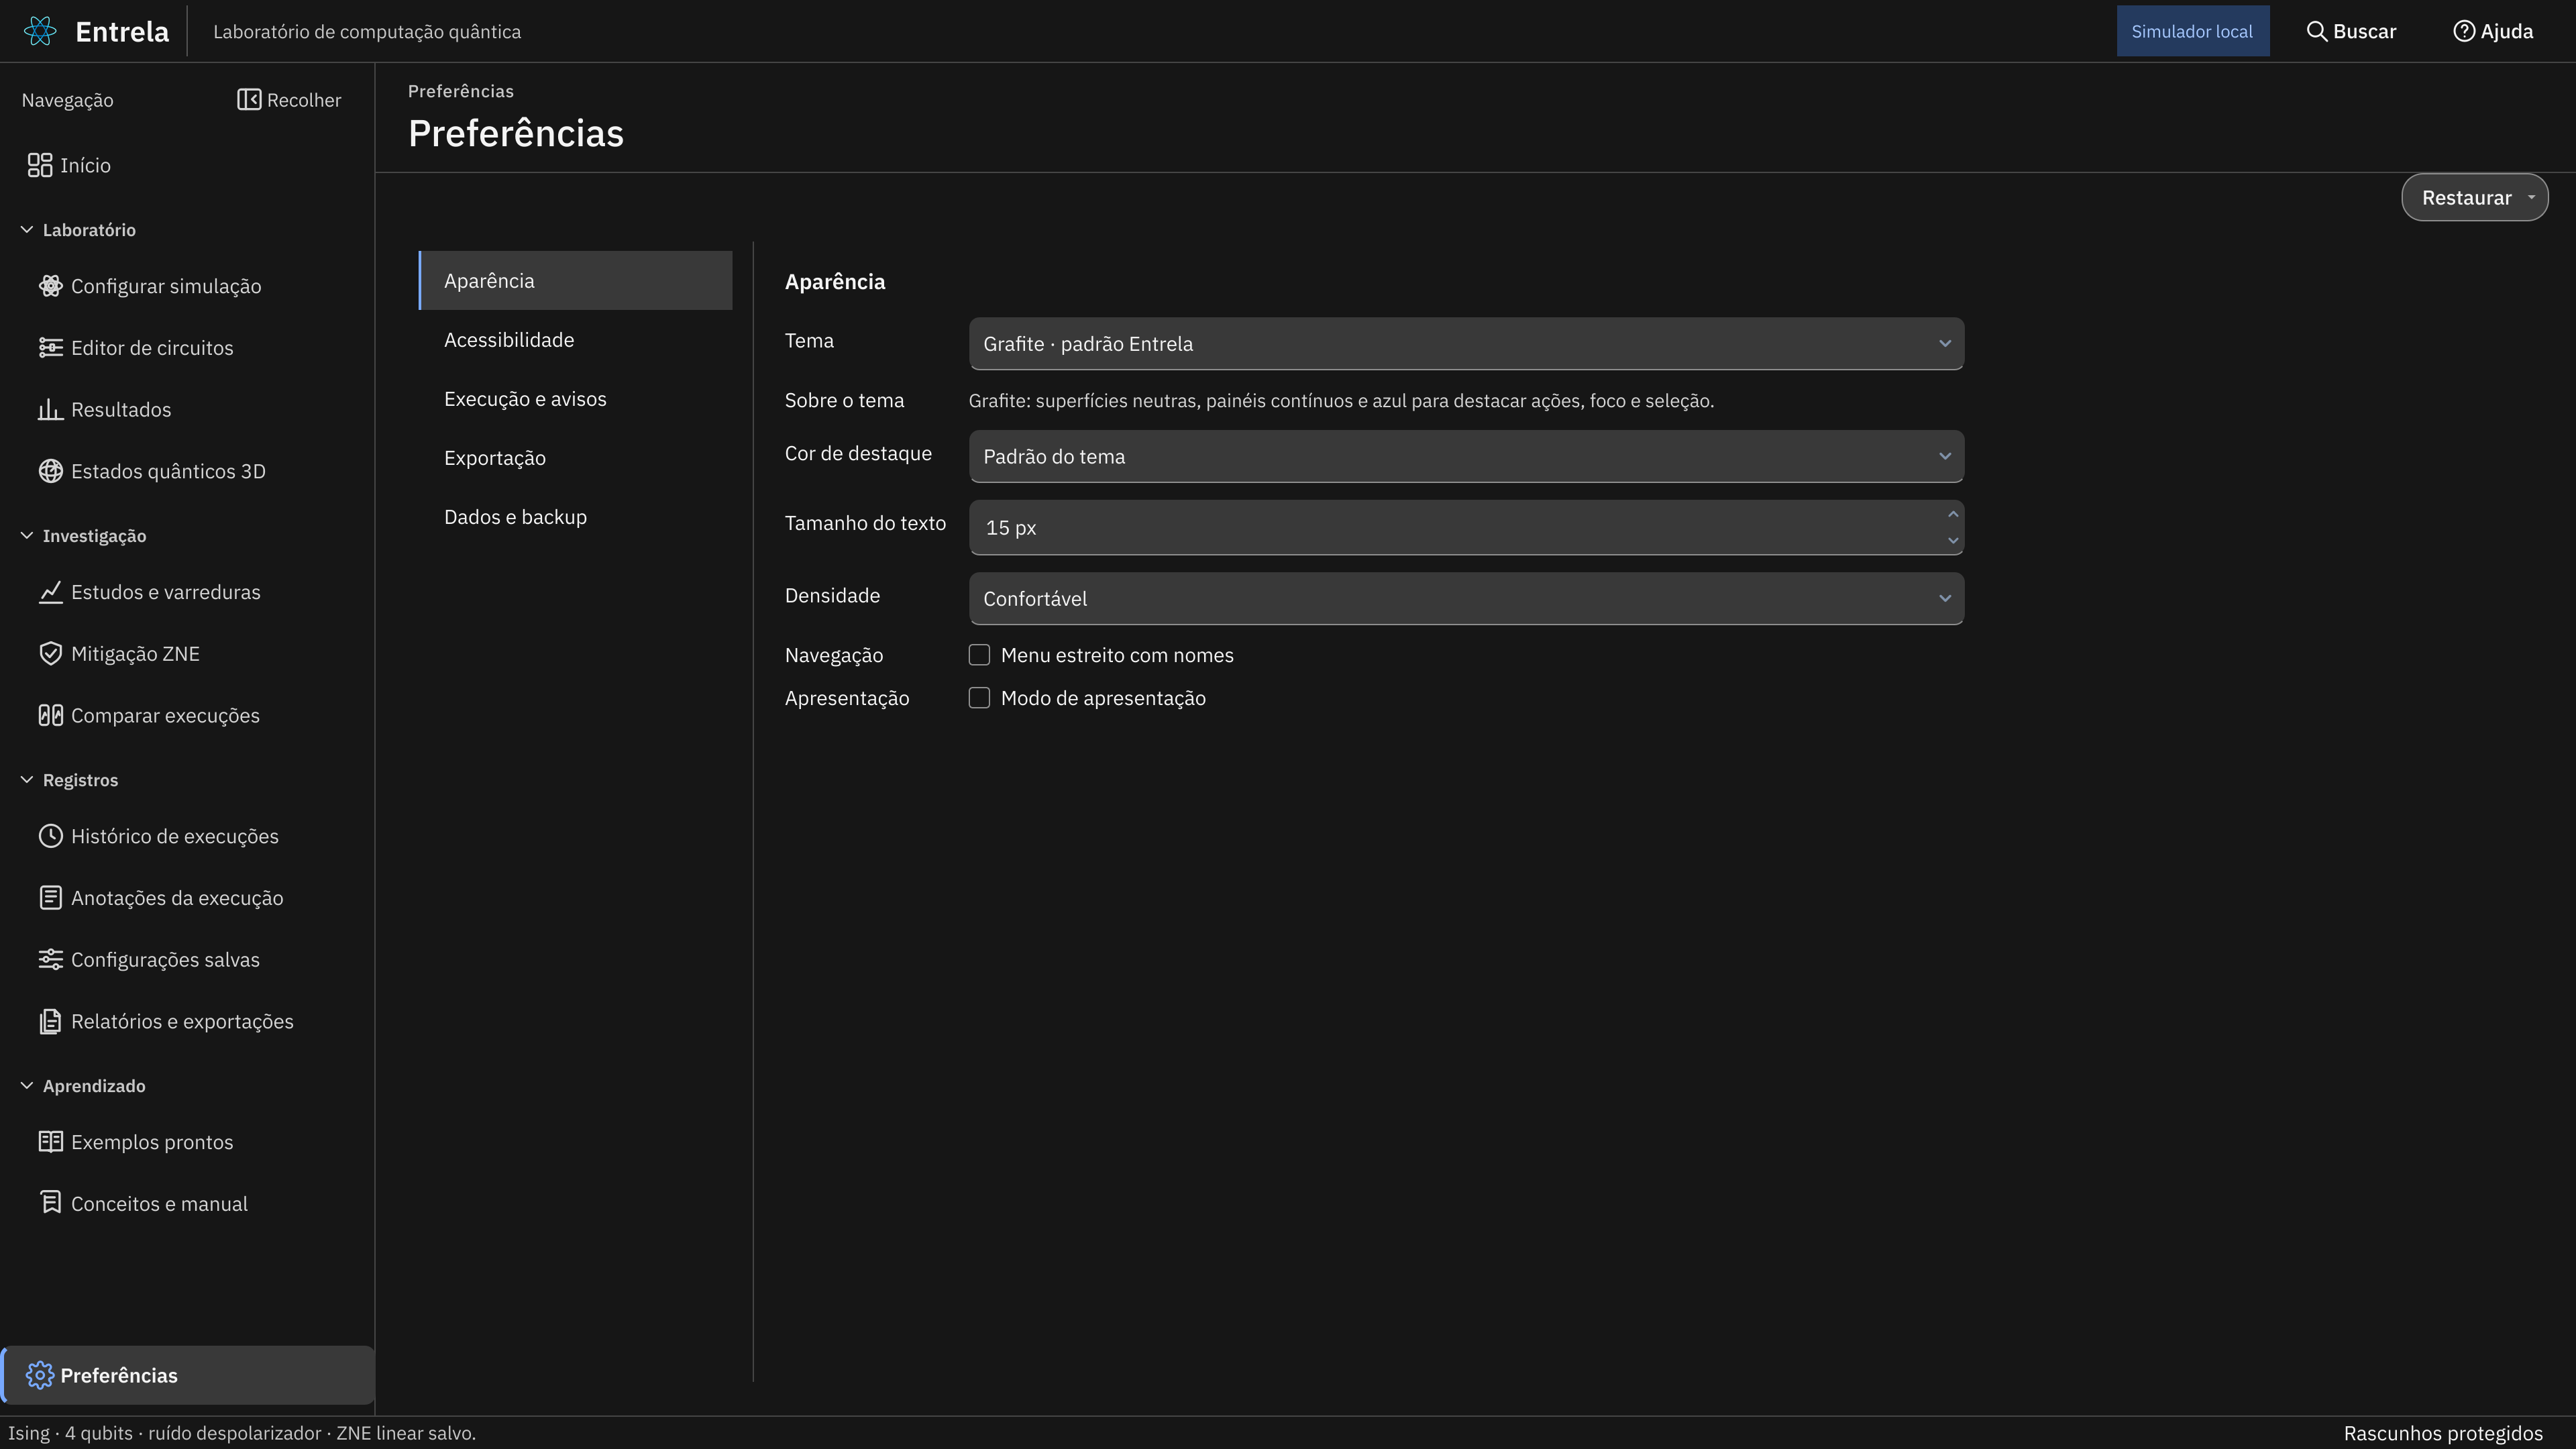 Entrela
Laboratório de computação quântica
Simulador local
Buscar
Ajuda
Navegação
Recolher
Início
Laboratório
Configurar simulação
Editor de circuitos
Resultados
Estados quânticos 3D
Investigação
Estudos e varreduras
Mitigação ZNE
Comparar execuções
Registros
Histórico de execuções
Anotações da execução
Configurações salvas
Relatórios e exportações
Aprendizado
Exemplos prontos
Conceitos e manual
Preferências
Preferências
Preferências
Restaurar
Aparência
Acessibilidade
Execução e avisos
Exportação
Dados e backup
Aparência
Tema
Grafite · padrão Entrela
Sobre o tema
Grafite: superfícies neutras, painéis contínuos e azul para destacar ações, foco e seleção.
Cor de destaque
Padrão do tema
Tamanho do texto
15 px
Densidade
Confortável
Navegação
Menu estreito com nomes
Apresentação
Modo de apresentação
Ising · 4 qubits · ruído despolarizador · ZNE linear salvo.
Rascunhos protegidos